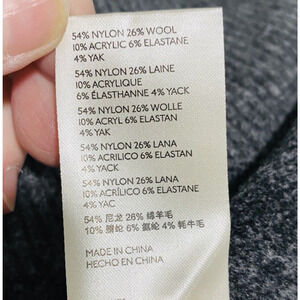 54% NYLON 26% WOOL
10% ACRYLIC 6% ELASTANE
4% YAK
54% NYLON 26% LAINE
10% ACRYLIQUE
6% ÉLASTHANNE 4% YACK
54% NYLON 26% WOLLE
10% ACRYL 6% ELASTAN
4% YAK
54% NYLON 26% LANA
10% ACRILICO 6% ELASTANE
4% YACK
54% NYLON 26% LANA
10% ACRÍLICO 6% ELASTANE
4% YAC
54% 尼龙 26% 绵羊毛
10% 腈纶 6% 氨纶 4% 牦牛毛
MADE IN CHINA
HECHO EN CHINA